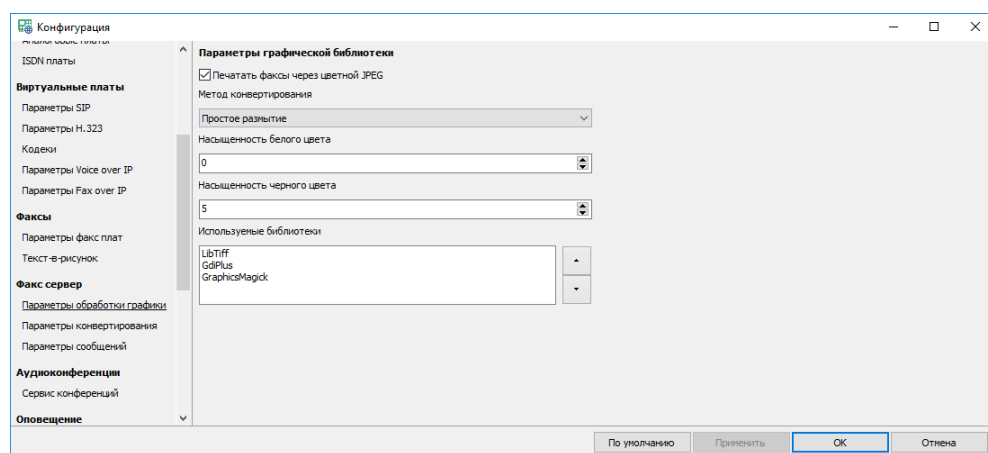 Конфигурация
ISDN платы
Виртуальные платы
Параметры SIP
Параметры H.323
Кодеки
Параметры Voice over IP
Параметры Fax over IP
Факсы
Параметры факс плат
Текст-в-рисунок
Факс сервер
Параметры обработки графики
Параметры конвертирования
Параметры сообщений
Аудиоконференции
Сервис конференций
Оповещение
Параметры графической библиотеки
Печатать факсы через цветной JPEG
Метод конвертирования
Простое размытие
Насыщенность белого цвета
0
Насыщенность черного цвета
5
Используемые библиотеки
LibTiff
GdiPlus
GraphicsMagick
По умолчанию
Применить
OK
Отмена